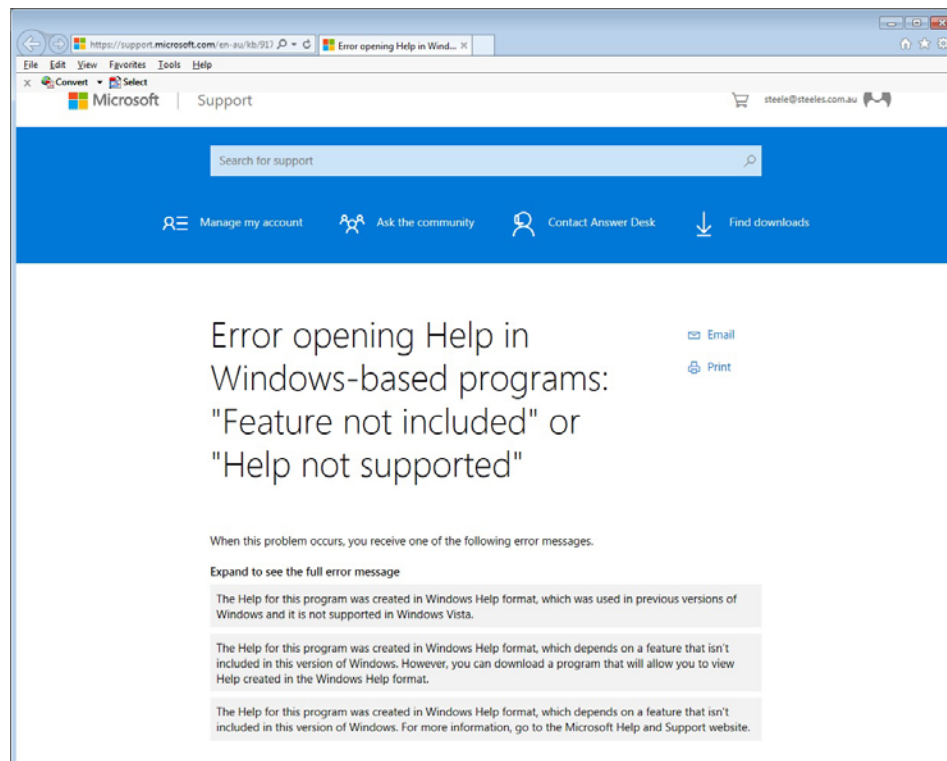 https://support.microsoft.com/en-au/kb/917
Error opening Help in Wind...
File Edit View Favorites Tools Help
x Convert Select
Microsoft Support
steele@steeles.com.au
Search for support
Manage my account
Ask the community
Contact Answer Desk
Find downloads
Error opening Help in
Windows-based programs:
"Feature not included" or
"Help not supported"
Email
Print
When this problem occurs, you receive one of the following error messages.
Expand to see the full error message
The Help for this program was created in Windows Help format, which was used in previous versions of
Windows and it is not supported in Windows Vista.
The Help for this program was created in Windows Help format, which depends on a feature that isn't
included in this version of Windows. However, you can download a program that will allow you to view
Help created in the Windows Help format.
The Help for this program was created in Windows Help format, which depends on a feature that isn't
included in this version of Windows. For more information, go to the Microsoft Help and Support website.